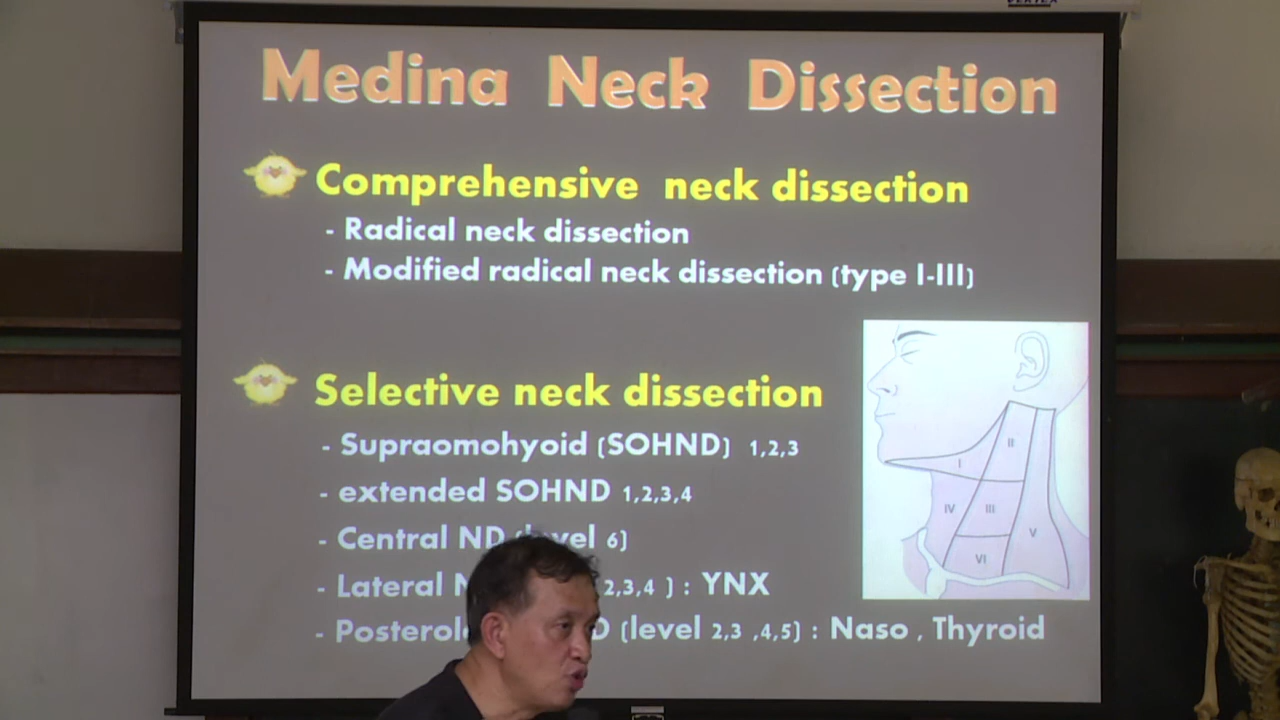 Medina Neck Dissection
Comprehensive neck dissection
- Radical neck dissection
- Modified radical neck dissection (type I-III)
Selective neck dissection
- Supraomohyoid (SOHND) 1,2,3
- extended SOHND 1,2,3,4
- Central ND (level 6)
- Lateral 2,3,4 ) : YNX
- (level 2,3 ,4,5) : Naso , Thyroid
II
I
IV
III
V
VI